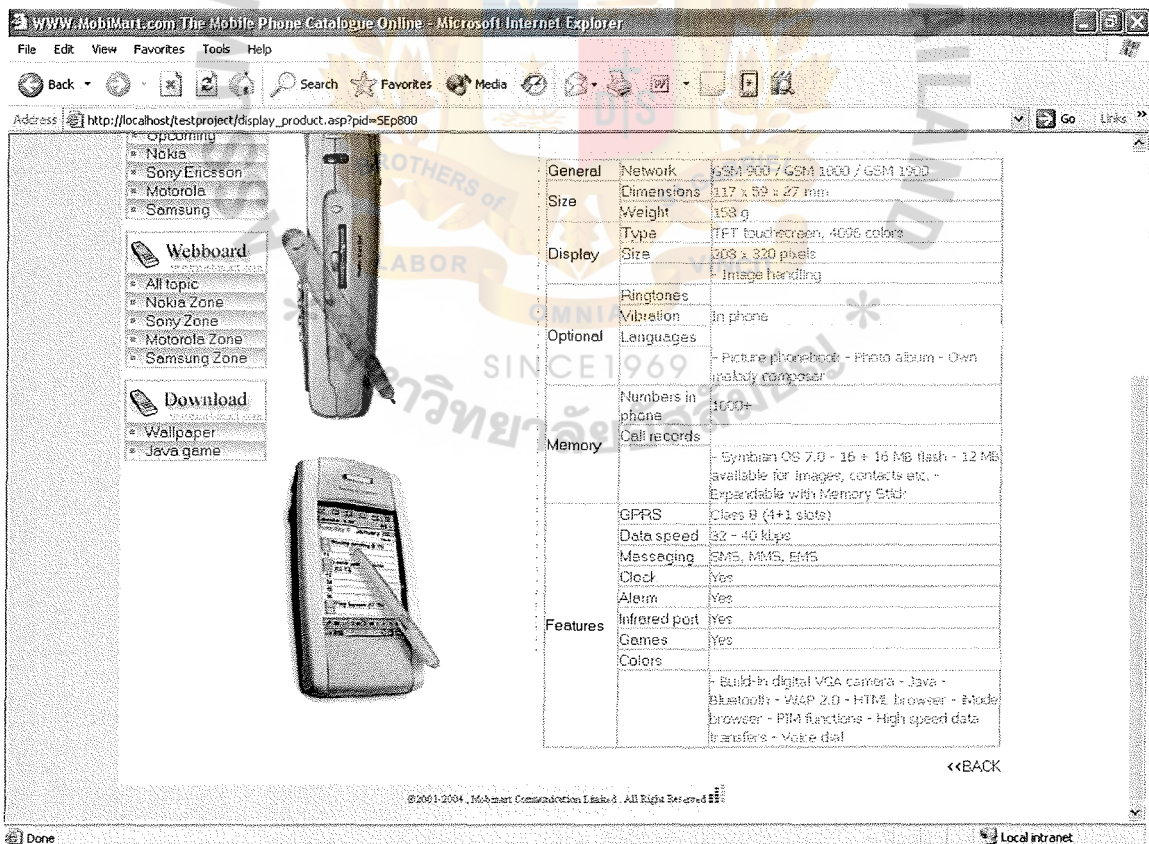 WWW.MobiMart.com The Mobile Phone Catalogue Online - Microsoft Internet Explorer
File Edit View Favorites Tools Help
Back Search Favorites Media
Address http://localhost/testproject/display_product.asp?pid=SEp800 Go Links »
Upcoming
Nokia
Sony Ericsson
Motorola
Samsung
Webboard
All topic
Nokia Zone
Sony Zone
Motorola Zone
Samsung Zone
Download
Wallpaper
Java game
General Network GSM 900 / GSM 1800 / GSM 1900
Size Dimensions 117 x 59 x 27 mm
Weight 158 g
Display Type TFT touchscreen, 4096 colors
Size 208 x 320 pixels
- Image handling
Optional Ringtones
Vibration In phone
Languages
- Picture phonebook - Photo album - Own
melody composer
Memory Numbers in
phone 1000+
Call records
- Symbian OS 7.0 - 16 + 16 MB flash - 12 MB
available for images, contacts etc. -
Expandable with Memory Stick
Features GPRS Class 8 (4+1 slots)
Data speed 32 - 40 kbps
Messaging SMS, MMS, EMS
Clock Yes
Alarm Yes
Infrared port Yes
Games Yes
Colors
- Build-in digital VGA camera - Java -
Bluetooth - WAP 2.0 - HTML browser - iMode
browser - PIM functions - High speed data
transfers - Voice dial
<<BACK
©2001-2004 , Mobimart Communication Limited . All Right Reserved
Done Local intranet
BROTHERS OF
GABRIEL
LABOR
VINCIT
OMNIA
SINCE1969
DS